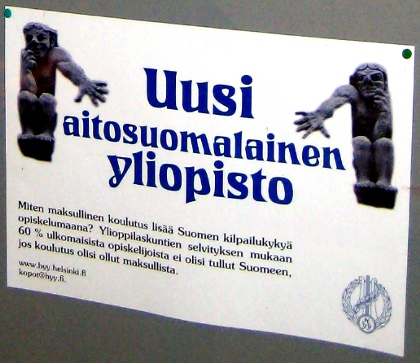 Uusi
aitosuomalainen
yliopisto
Miten maksullinen koulutus lisää Suomen kilpailukykyä
opiskelumaana? Ylioppilaskuntien selvityksen mukaan
60 % ulkomaisista opiskelijoista ei olisi tullut Suomeen,
jos koulutus olisi ollut maksullista.
www.hyy.helsinki.fi
kopot@hyy.fi.